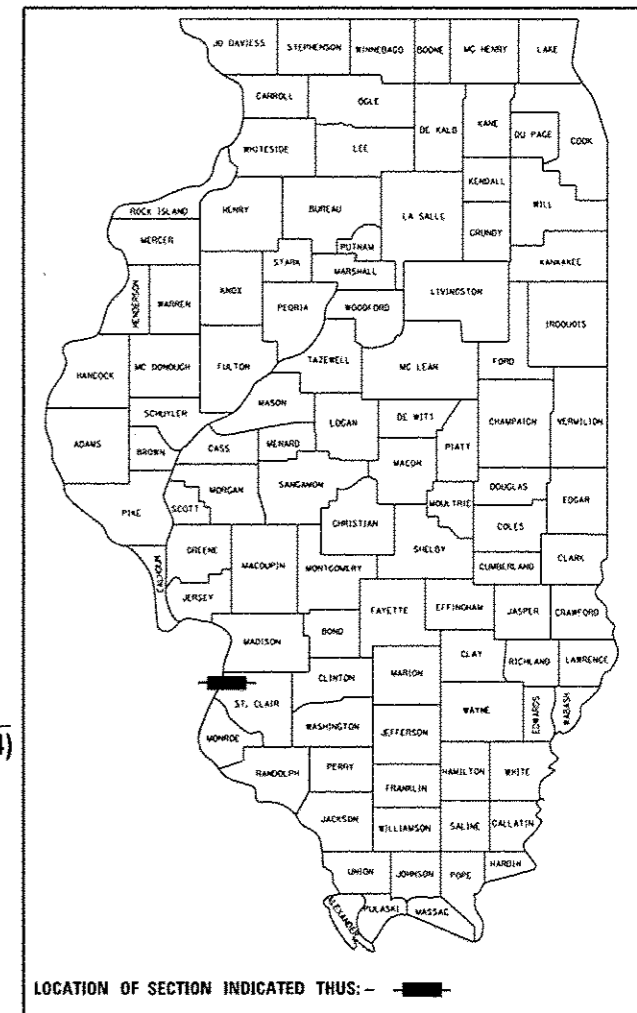 JO DAVIESS STEPHENSON WINNEBAGO BOONE MC HENRY LAKE
CARROLL OGLE DE KALB KANE DU PAGE COOK
WHITESIDE LEE KENDALL WILL
ROCK ISLAND HENRY BUREAU LA SALLE GRUNDY
MERCER PUTNAM KANKAKEE
HENDERSON WARREN KNOX STARK MARSHALL LIVINGSTON IROQUOIS
PEORIA WOODFORD
HANCOCK MC DONOUGH FULTON TAZEWELL MC LEAN FORD
SCHUYLER MASON LOGAN DE WITT CHAMPAIGN VERMILION
ADAMS BROWN CASS MENARD MACON PIATT
PIKE SCOTT MORGAN SANGAMON CHRISTIAN MOULTRIE DOUGLAS EDGAR
COLES
CALHOUN GREENE MACOUPIN MONTGOMERY SHELBY CUMBERLAND CLARK
JERSEY FAYETTE EFFINGHAM JASPER CRAWFORD
MADISON BOND CLAY RICHLAND LAWRENCE
CLINTON MARION
ST. CLAIR WAYNE EDWARDS WABASH
4)
MONROE WASHINGTON JEFFERSON
RANDOLPH PERRY HAMILTON WHITE
FRANKLIN
JACKSON WILLIAMSON SALINE GALLATIN
UNION JOHNSON POPE HARDIN
ALEXANDER PULASKI MASSAC
LOCATION OF SECTION INDICATED THUS: –